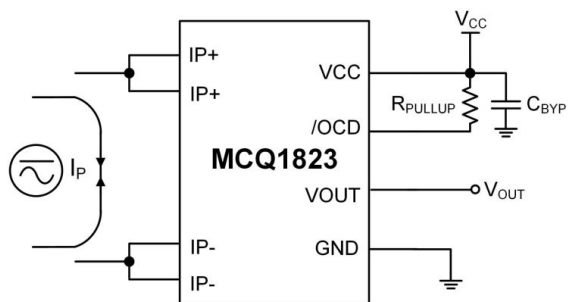 VCC
IP+
VCC
IP+
RPULLUP
CBYP
/OCD
MCQ1823
IP
VOUT
VOUT
IP-
GND
IP-